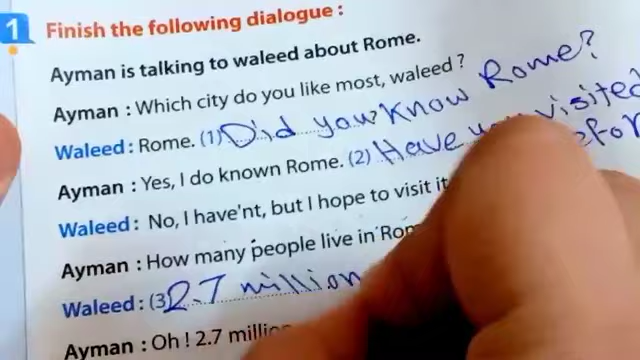 1 Finish the following dialogue :
Ayman is talking to waleed about Rome.
Ayman : Which city do you like most, waleed ?
Waleed : Rome. (1) Did you know Rome?
Ayman : Yes, I do known Rome. (2) Have visited
Waleed : No, I have'nt, but I hope to visit it
Ayman : How many people live in
Waleed : (3) 2.7 million
Ayman : Oh ! 2.7